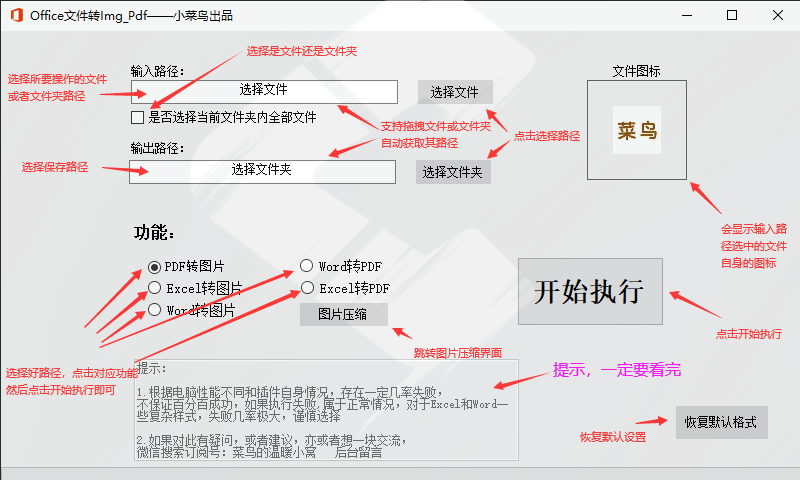 Office文件转Img_Pdf——小菜鸟出品
选择是文件还是文件夹
输入路径:
文件图标
选择所要操作的文件
或者文件夹路径
选择文件
选择文件
是否选择当前文件夹内全部文件
支持拖拽文件或文件夹
自动获取其路径
点击选择路径
菜鸟
输出路径:
选择保存路径
选择文件夹
选择文件夹
会显示输入路
径选中的文件
自身的图标
功能:
PDF转图片
Word转PDF
Excel转图片
Excel转PDF
Word转图片
图片压缩
开始执行
点击开始执行
跳转图片压缩界面
选择好路径，点击对应功能
然后点击开始执行即可
提示:
提示，一定要看完
1.根据电脑性能不同和插件自身情况，存在一定几率失败，
不保证百分百成功，如果执行失败,属于正常情况，对于Excel和Word一
些复杂样式，失败几率极大，谨慎选择
2.如果对此有疑问，或者建议，亦或者想一块交流，
微信搜索订阅号: 菜鸟的温暖小窝 后台留言
恢复默认设置
恢复默认格式